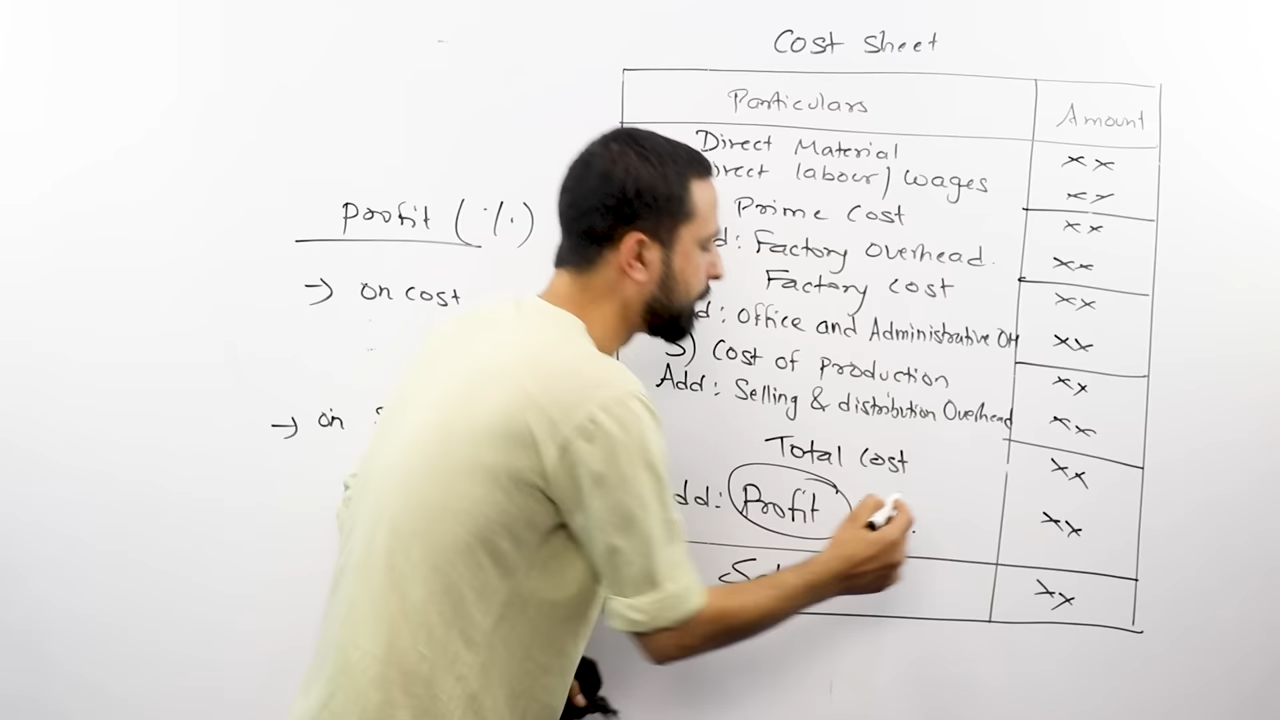 Cost sheet
Particulars Amount
Direct Material xx
labour/wages xx
Prime Cost xx
Factory overhead. xx
Factory cost xx
office and Administrative OH xx
5) Cost of production xx
Add: Selling & distribution Overhead xx
Total cost xx
Profit xx
xx
Profit (%)
→ on cost
→ on